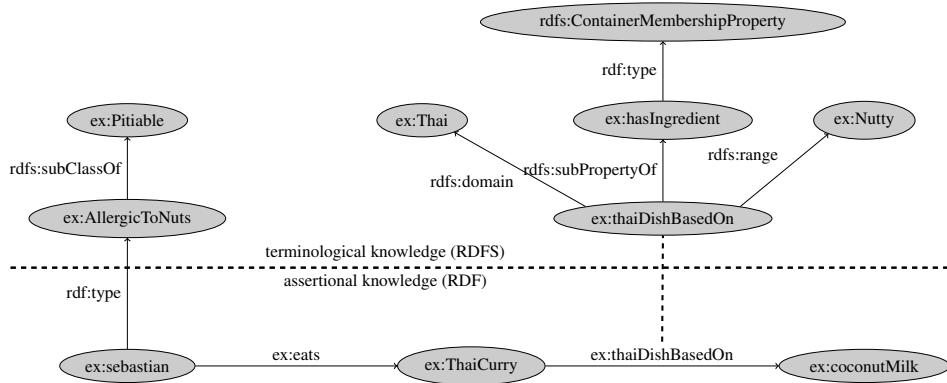 rdfs:ContainerMembershipProperty
rdf:type
ex:Pitiable
ex:Thai
ex:hasIngredient
ex:Nutty
rdfs:subClassOf
rdfs:domain
rdfs:subPropertyOf
rdfs:range
ex:AllergicToNuts
ex:thaiDishBasedOn
terminological knowledge (RDFS)
assertional knowledge (RDF)
rdf:type
ex:sebastian
ex:eats
ex:ThaiCurry
ex:thaiDishBasedOn
ex:coconutMilk